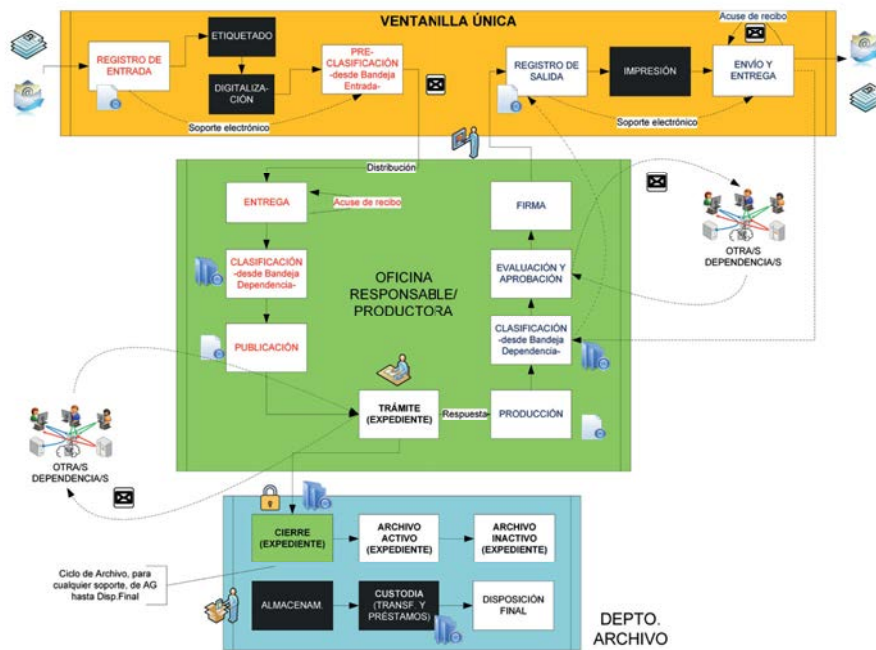 VENTANILLA ÚNICA
REGISTRO DE
ENTRADA
ETIQUETADO
DIGITALIZA-
CIÓN
PRE-
CLASIFICACIÓN
-desde Bandeja
Entrada-
Soporte electrónico
REGISTRO DE
SALIDA
IMPRESIÓN
Acuse de recibo
ENVÍO Y
ENTREGA
Soporte electrónico
Distribución
ENTREGA
Acuse de recibo
CLASIFICACIÓN
-desde Bandeja
Dependencia-
PUBLICACIÓN
OFICINA
RESPONSABLE/
PRODUCTORA
FIRMA
EVALUACIÓN Y
APROBACIÓN
CLASIFICACIÓN
-desde Bandeja
Dependencia-
TRÁMITE
(EXPEDIENTE)
Respuesta
PRODUCCIÓN
OTRA/S
DEPENDENCIA/S
OTRA/S
DEPENDENCIA/S
CIERRE
(EXPEDIENTE)
ARCHIVO
ACTIVO
(EXPEDIENTE)
ARCHIVO
INACTIVO
(EXPEDIENTE)
Ciclo de Archivo, para
cualquier soporte, de AG
hasta Disp.Final
ALMACENAM.
CUSTODIA
(TRANSF. Y
PRÉSTAMOS)
DISPOSICIÓN
FINAL
DEPTO.
ARCHIVO